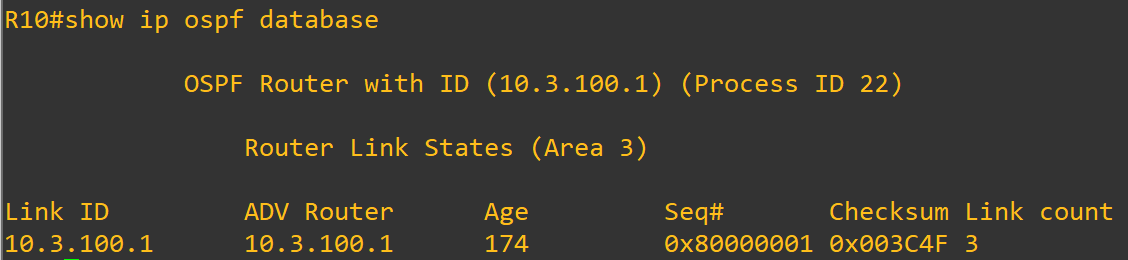 R10#show ip ospf database
OSPF Router with ID (10.3.100.1) (Process ID 22)
Router Link States (Area 3)
Link ID ADV Router Age Seq# Checksum Link count
10.3.100.1 10.3.100.1 174 0x80000001 0x003C4F 3